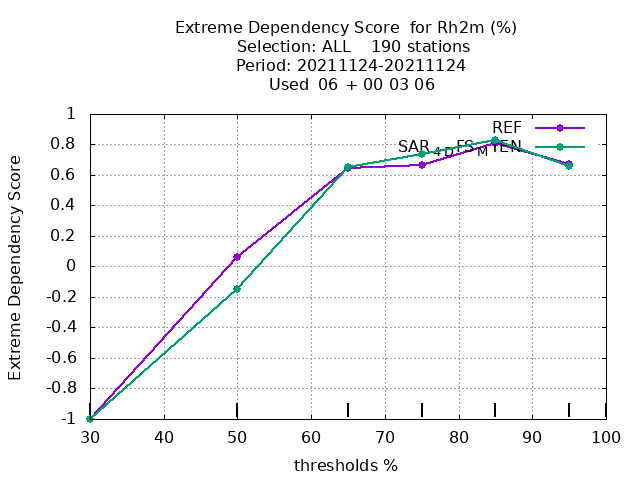 Extreme Dependency Score  for Rh2m (%)
Selection: ALL    190 stations
Period: 20211124-20211124
Used  06 + 00 03 06
Extreme Dependency Score
1
0.8
0.6
0.4
0.2
0
-0.2
-0.4
-0.6
-0.8
-1
REF
SAR4DFSMYEN
30 40 50 60 70 80 90 100
thresholds %